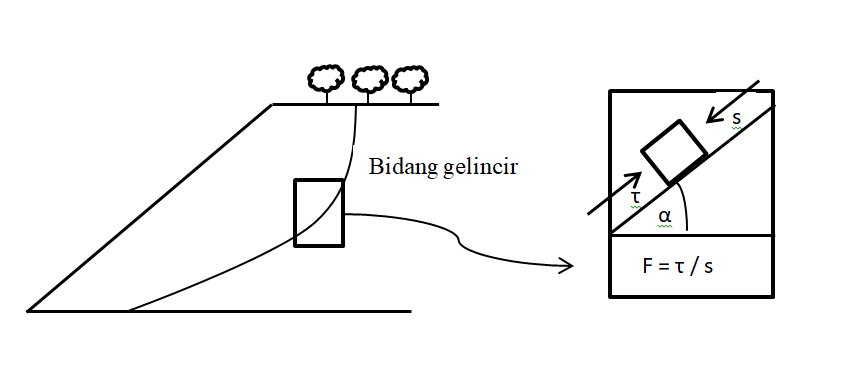 Bidang gelincir
s
τ
α
F = τ / s